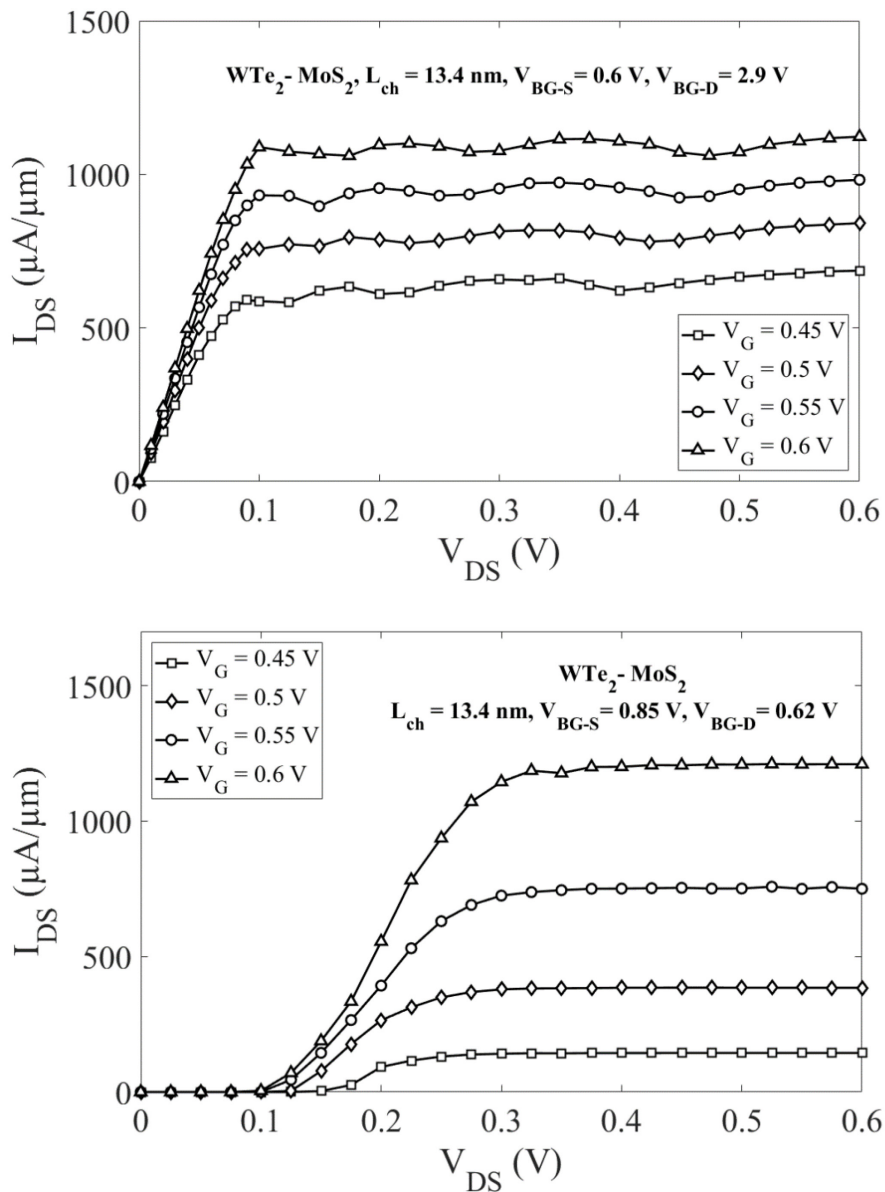 1500
WTe2- MoS2, Lch = 13.4 nm, VBG-S= 0.6 V, VBG-D= 2.9 V
1000
IDS (µA/µm)
500
VG = 0.45 V
VG = 0.5 V
VG = 0.55 V
VG = 0.6 V
0
0 0.1 0.2 0.3 0.4 0.5 0.6
VDS (V)
VG = 0.45 V
VG = 0.5 V
VG = 0.55 V
VG = 0.6 V
WTe2- MoS2
Lch = 13.4 nm, VBG-S= 0.85 V, VBG-D= 0.62 V
1500
1000
IDS (µA/µm)
500
0
0 0.1 0.2 0.3 0.4 0.5 0.6
VDS (V)